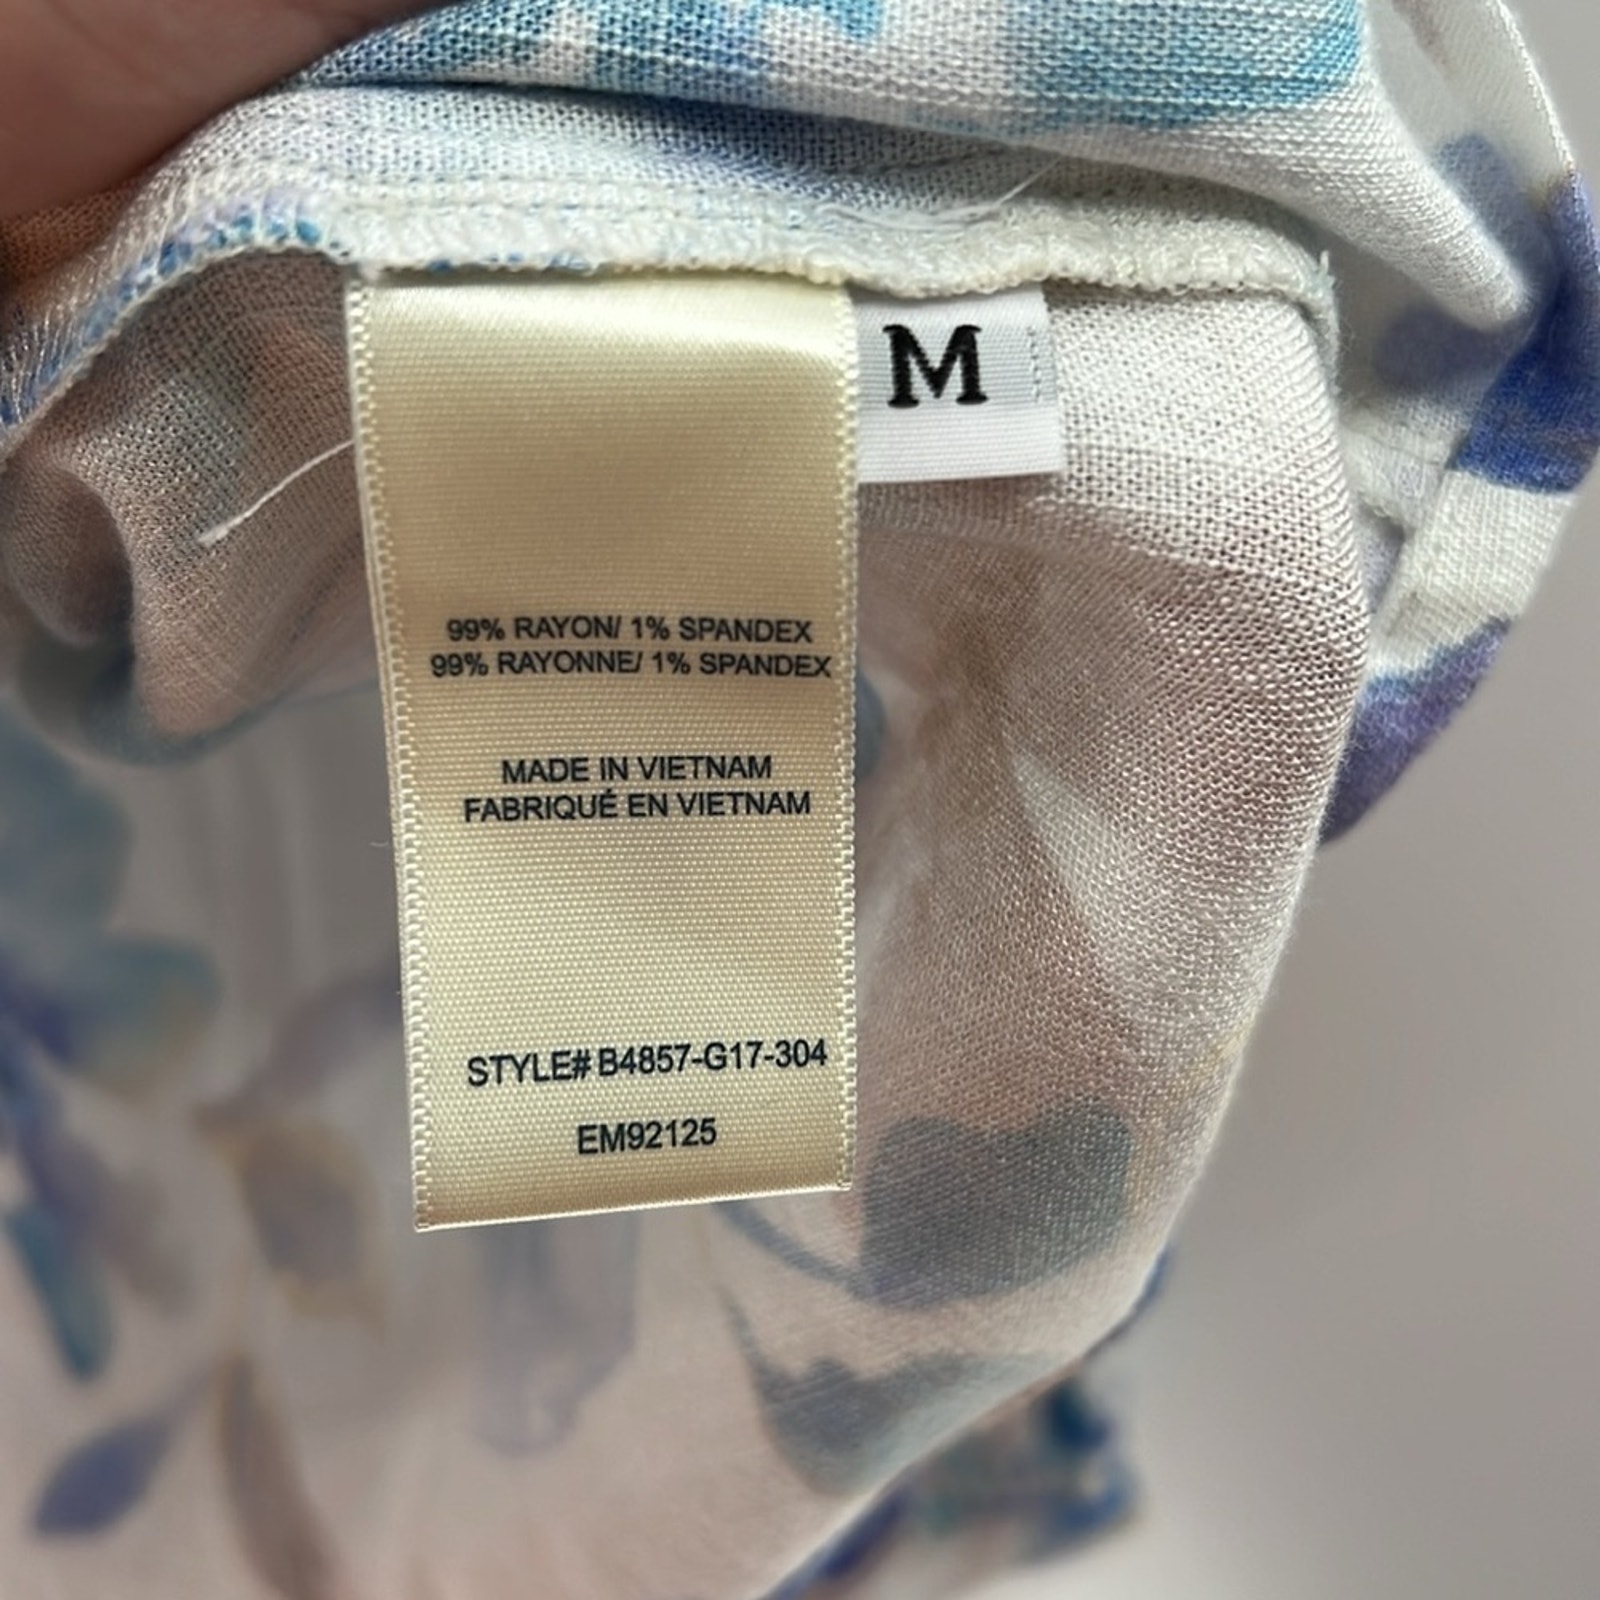 M
99% RAYON/ 1% SPANDEX
99% RAYONNE/ 1% SPANDEX
MADE IN VIETNAM
FABRIQUÉ EN VIETNAM
STYLE# B4857-G17-304
EM92125